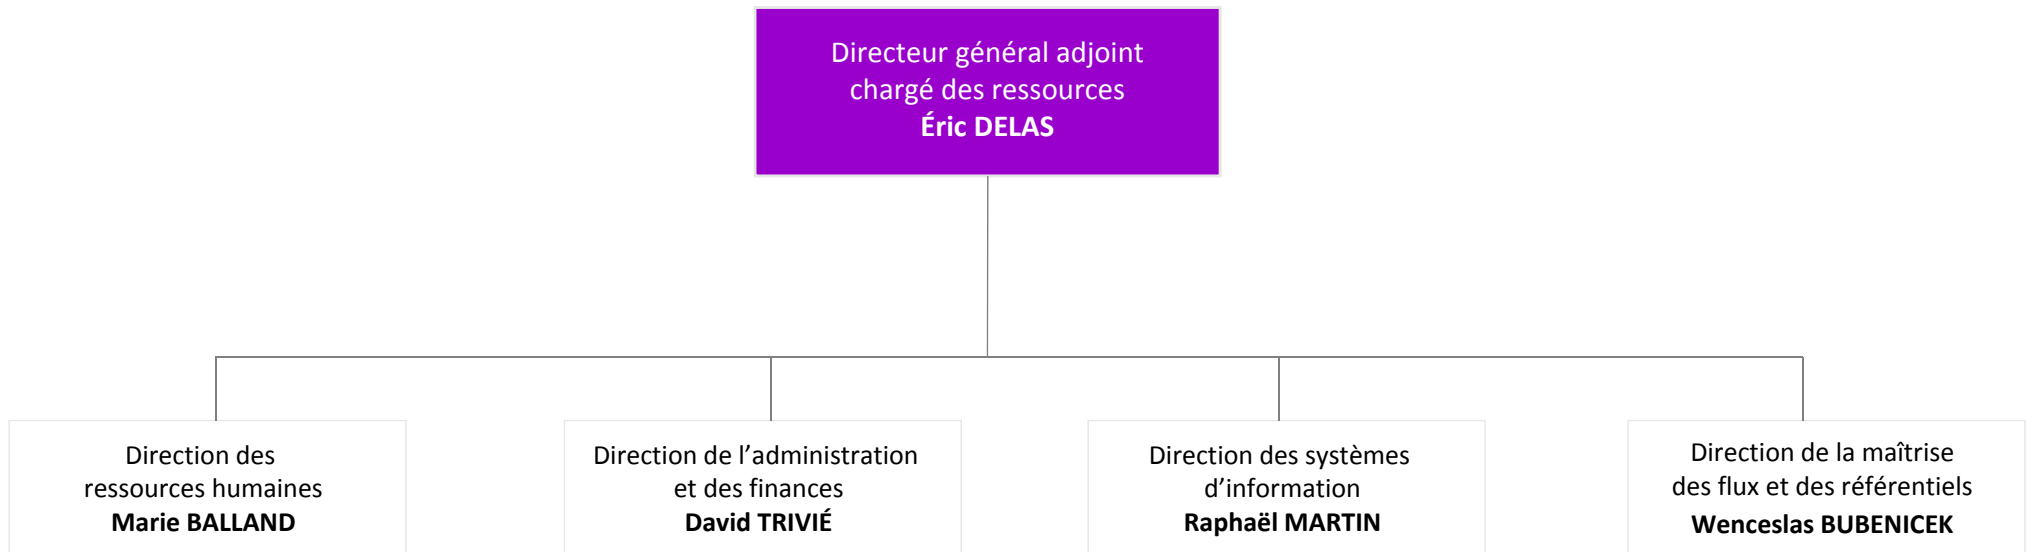 Directeur général adjoint
chargé des ressources
Éric DELAS
Direction des
ressources humaines
Marie BALLAND
Direction de l’administration
et des finances
David TRIVIÉ
Direction des systèmes
d’information
Raphaël MARTIN
Direction de la maîtrise
des flux et des référentiels
Wenceslas BUBENICEK